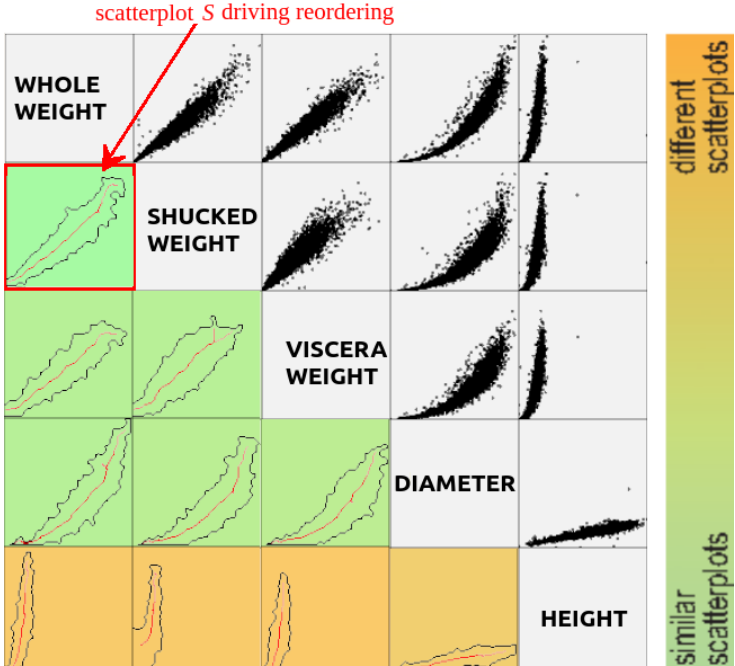 scatterplot S driving reordering
WHOLE
WEIGHT
SHUCKED
WEIGHT
VISCERA
WEIGHT
DIAMETER
HEIGHT
different
scatterplots
similar
scatterplots